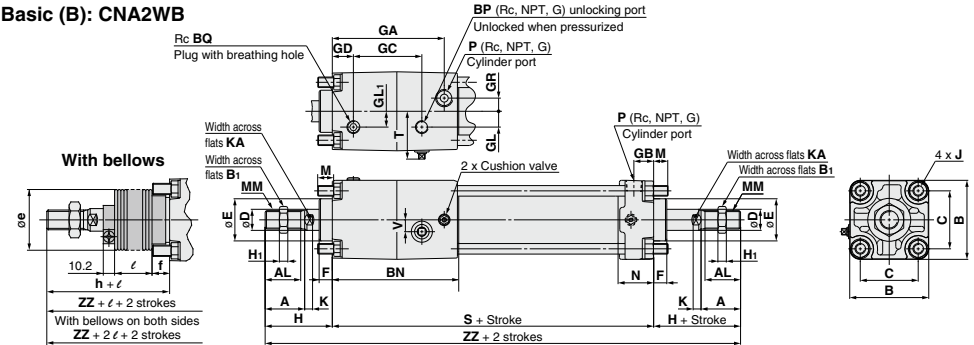 Basic (B): CNA2WB
BP (Rc, NPT, G) unlocking port
Unlocked when pressurized
Rc BQ
Plug with breathing hole
GA
GD
GC
P (Rc, NPT, G)
Cylinder port
GR
GL1
T
GL
P (Rc, NPT, G)
Cylinder port
Width across
flats KA
Width across
flats B1
2 x Cushion valve
GB
M
Width across flats KA
Width across flats B1
4 x J
With bellows
MM
M
MM
øe
øE
øD
V
øD
øE
C
B
10.2
ℓ
f
h + ℓ
ZZ + ℓ + 2 strokes
With bellows on both sides
ZZ + 2 ℓ + 2 strokes
H1
AL
F
BN
N
F
H1
AL
A
K
K
A
H
S + Stroke
H + Stroke
ZZ + 2 strokes
C
B